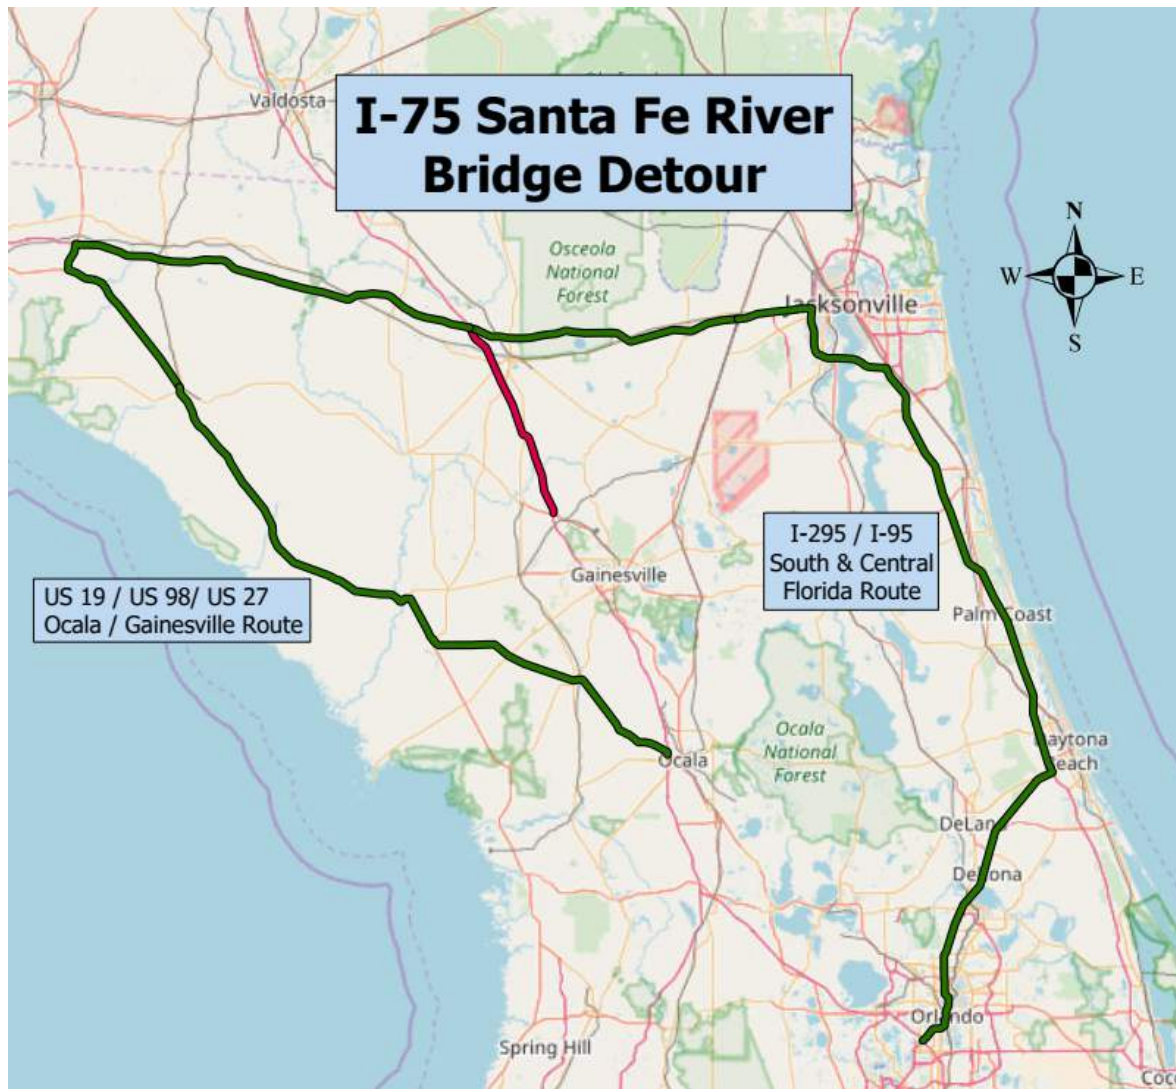 Valdosta
I-75 Santa Fe River
Bridge Detour
N
W
E
S
Osceola
National
Forest
Jacksonville
I-295 / I-95
South & Central
Florida Route
Gainesville
US 19 / US 98/ US 27
Ocala / Gainesville Route
Palm Coast
Ocala
National
Forest
Ocala
Daytona
Beach
DeLand
Deltona
Orlando
Spring Hill